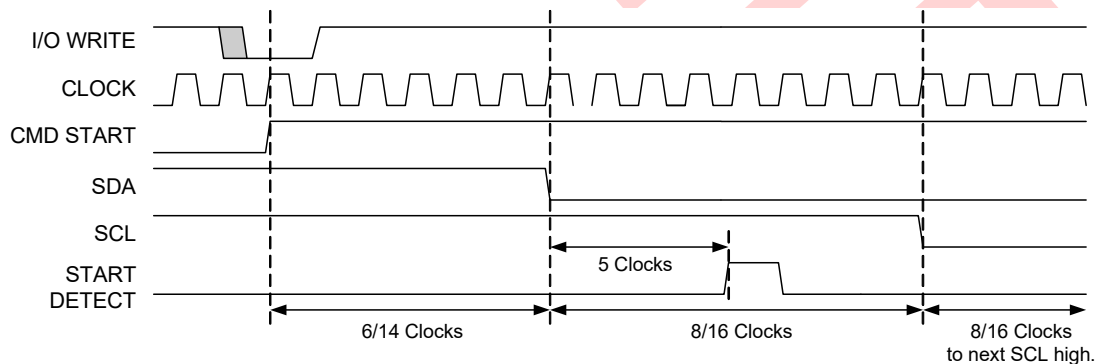 I/O WRITE
CLOCK
CMD START
SDA
SCL
START
DETECT
5 Clocks
6/14 Clocks
8/16 Clocks
8/16 Clocks
to next SCL high.